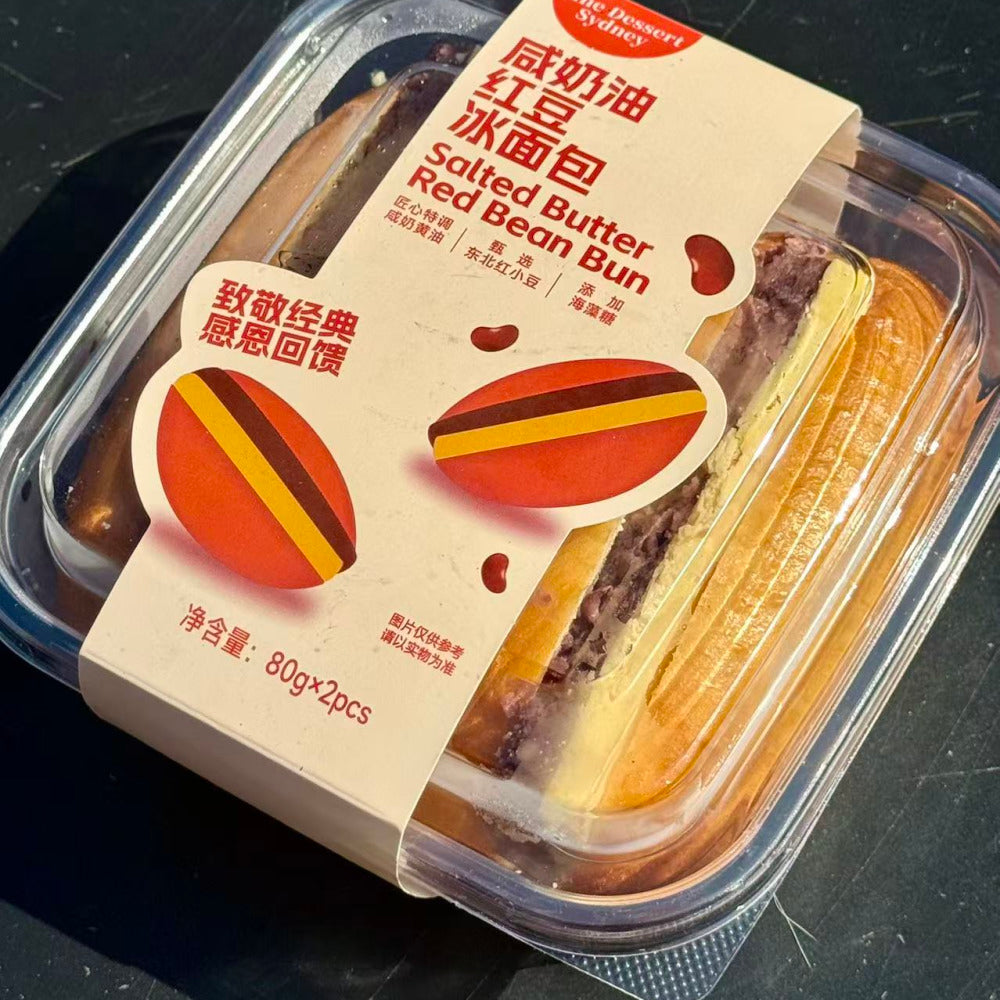 The Dessert
Sydney
咸奶油
红豆
冰面包
Salted Butter
Red Bean Bun
匠心特调
咸奶黄油
甄选
东北红小豆
添加
海藻糖
致敬经典
感恩回馈
图片仅供参考
请以实物为准
净含量：80g×2pcs